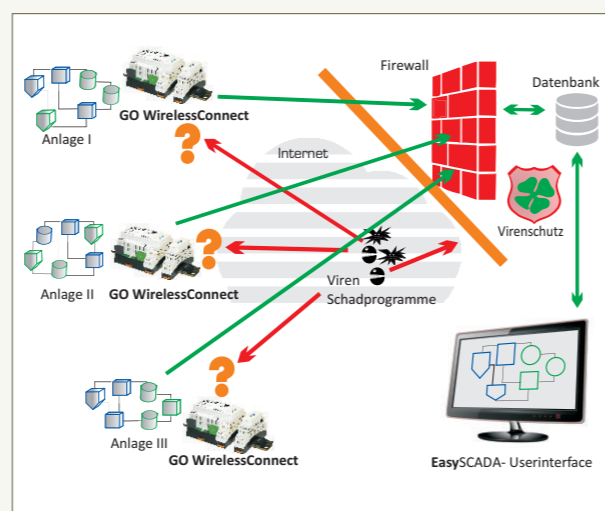 Firewall
Datenbank
GO WirelessConnect
Anlage I
?
Internet
Virenschutz
?
Anlage II
GO WirelessConnect
Viren
Schadprogramme
?
Anlage III
GO WirelessConnect
EasySCADA- Userinterface